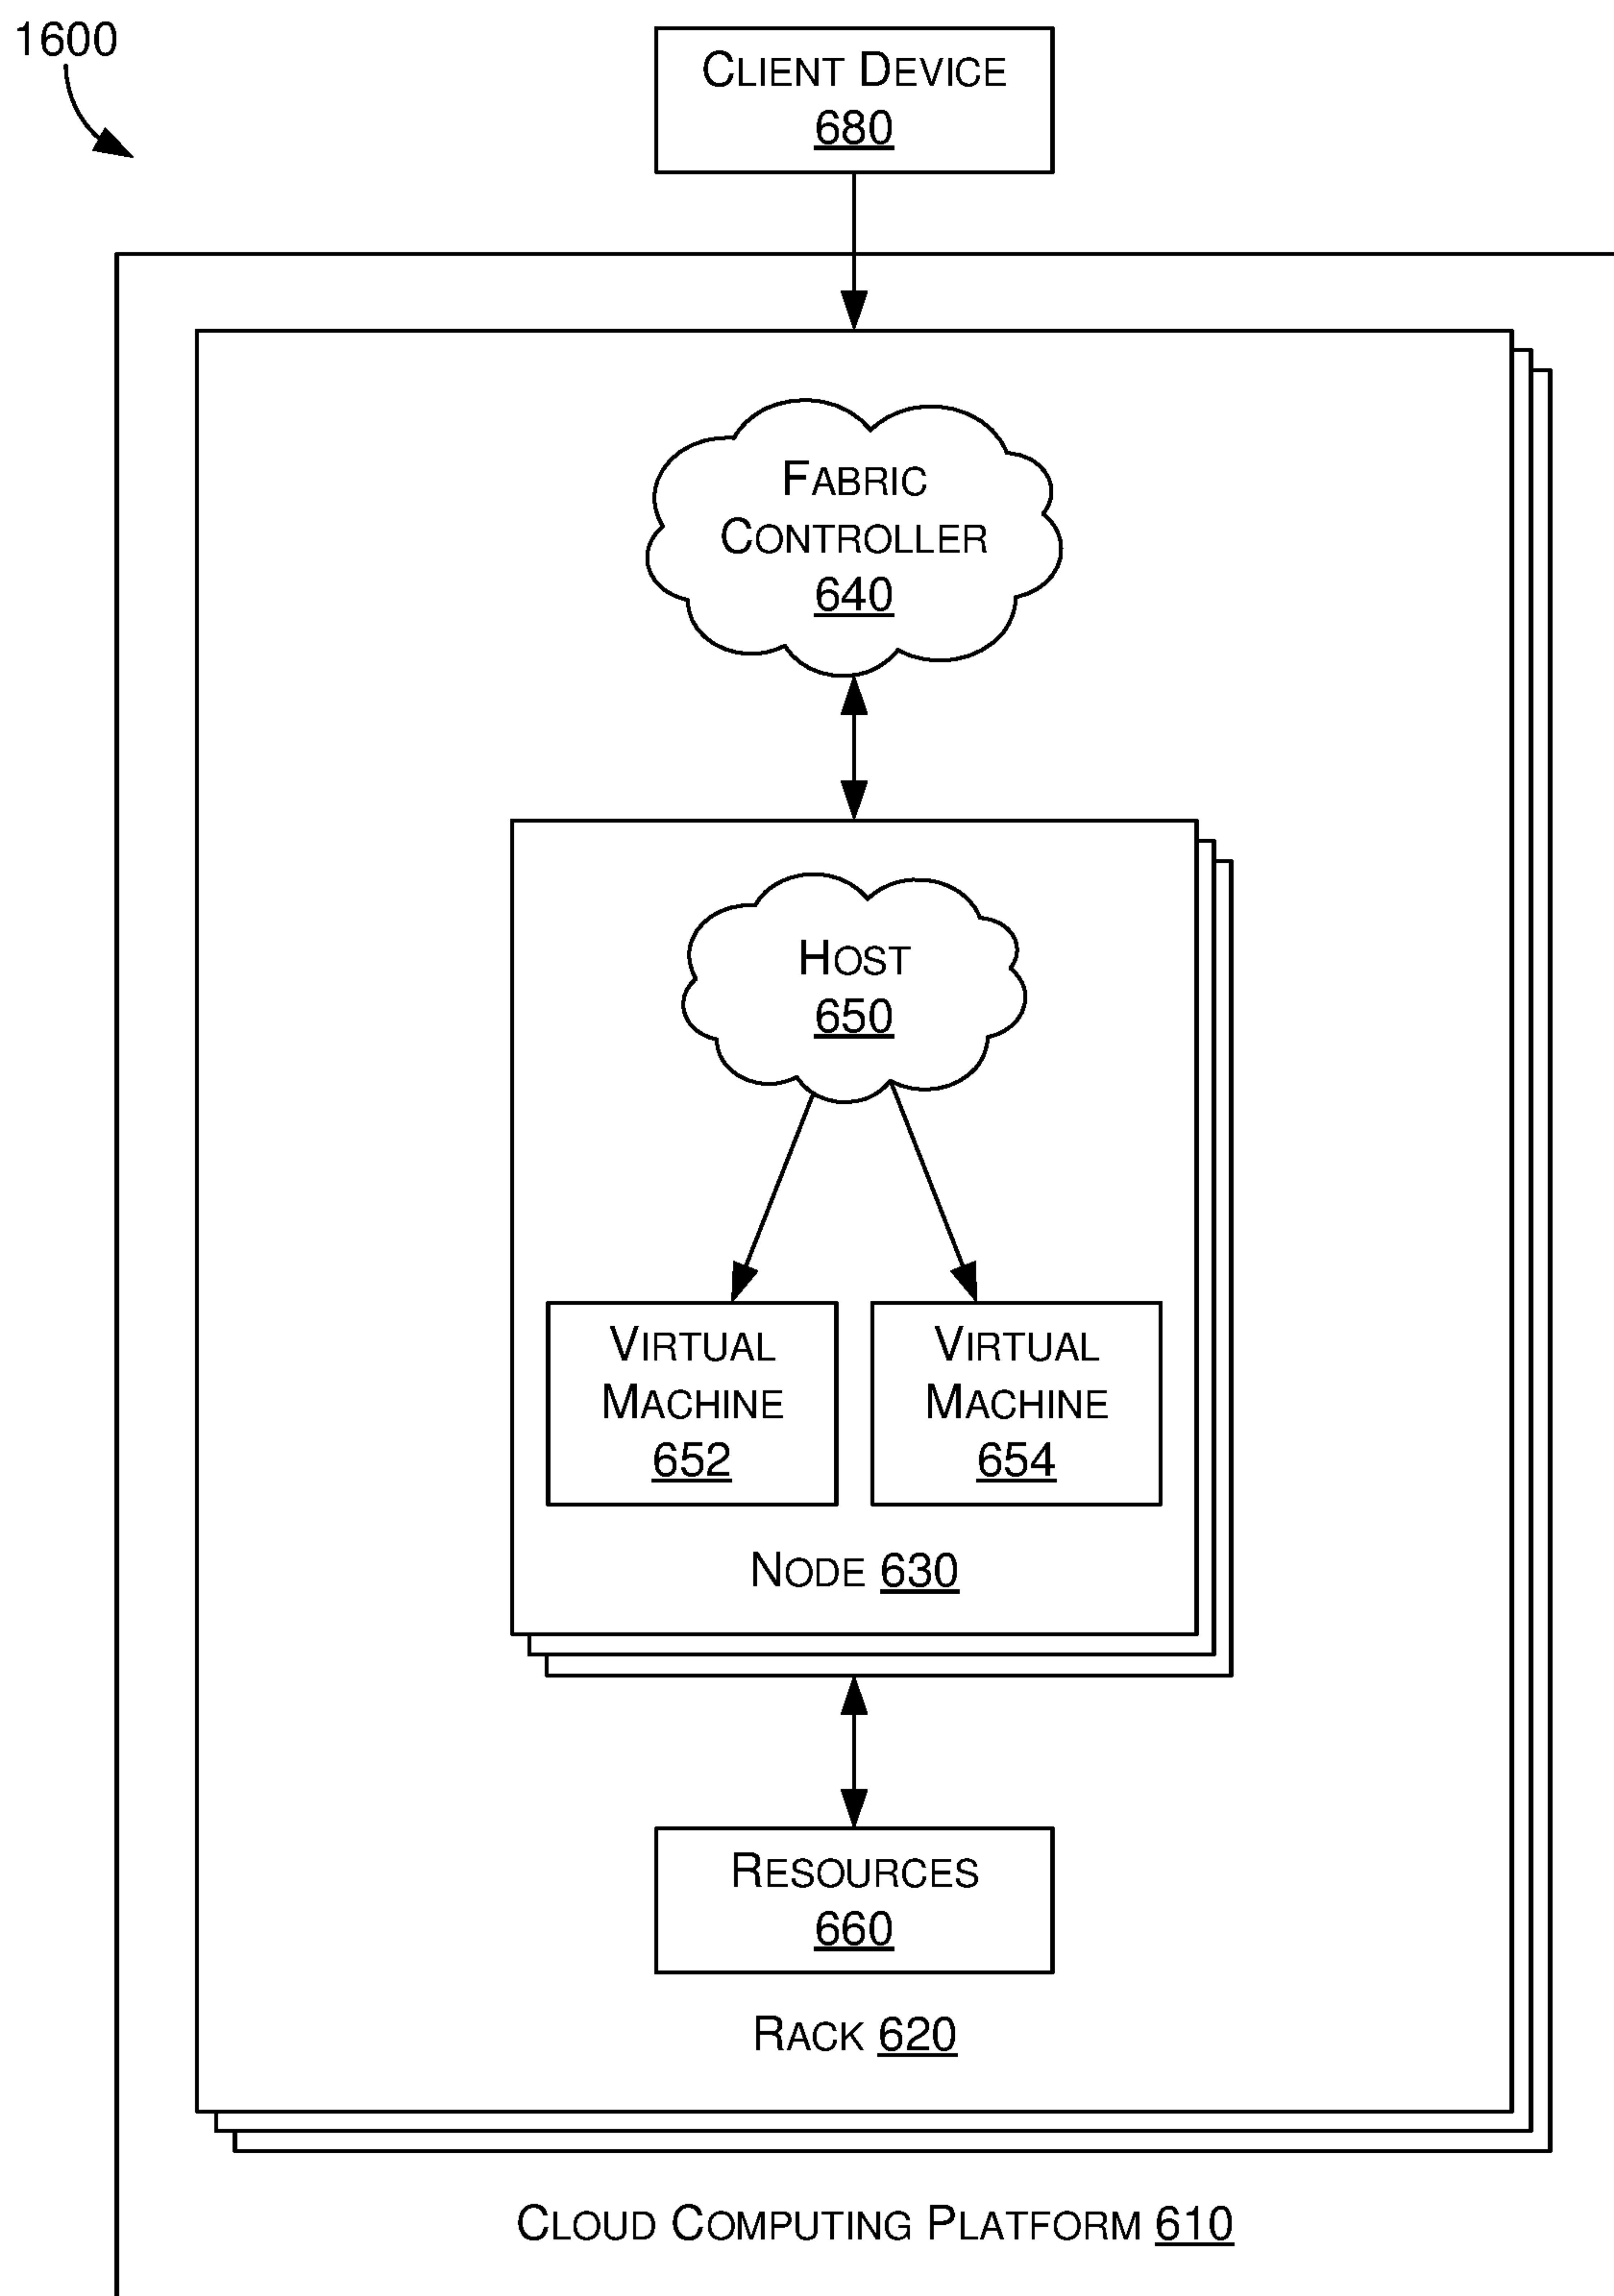 1600
CLIENT DEVICE
680
FABRIC
CONTROLLER
640
HOST
650
VIRTUAL
MACHINE
652
VIRTUAL
MACHINE
654
NODE 630
RESOURCES
660
RACK 620
CLOUD COMPUTING PLATFORM 610